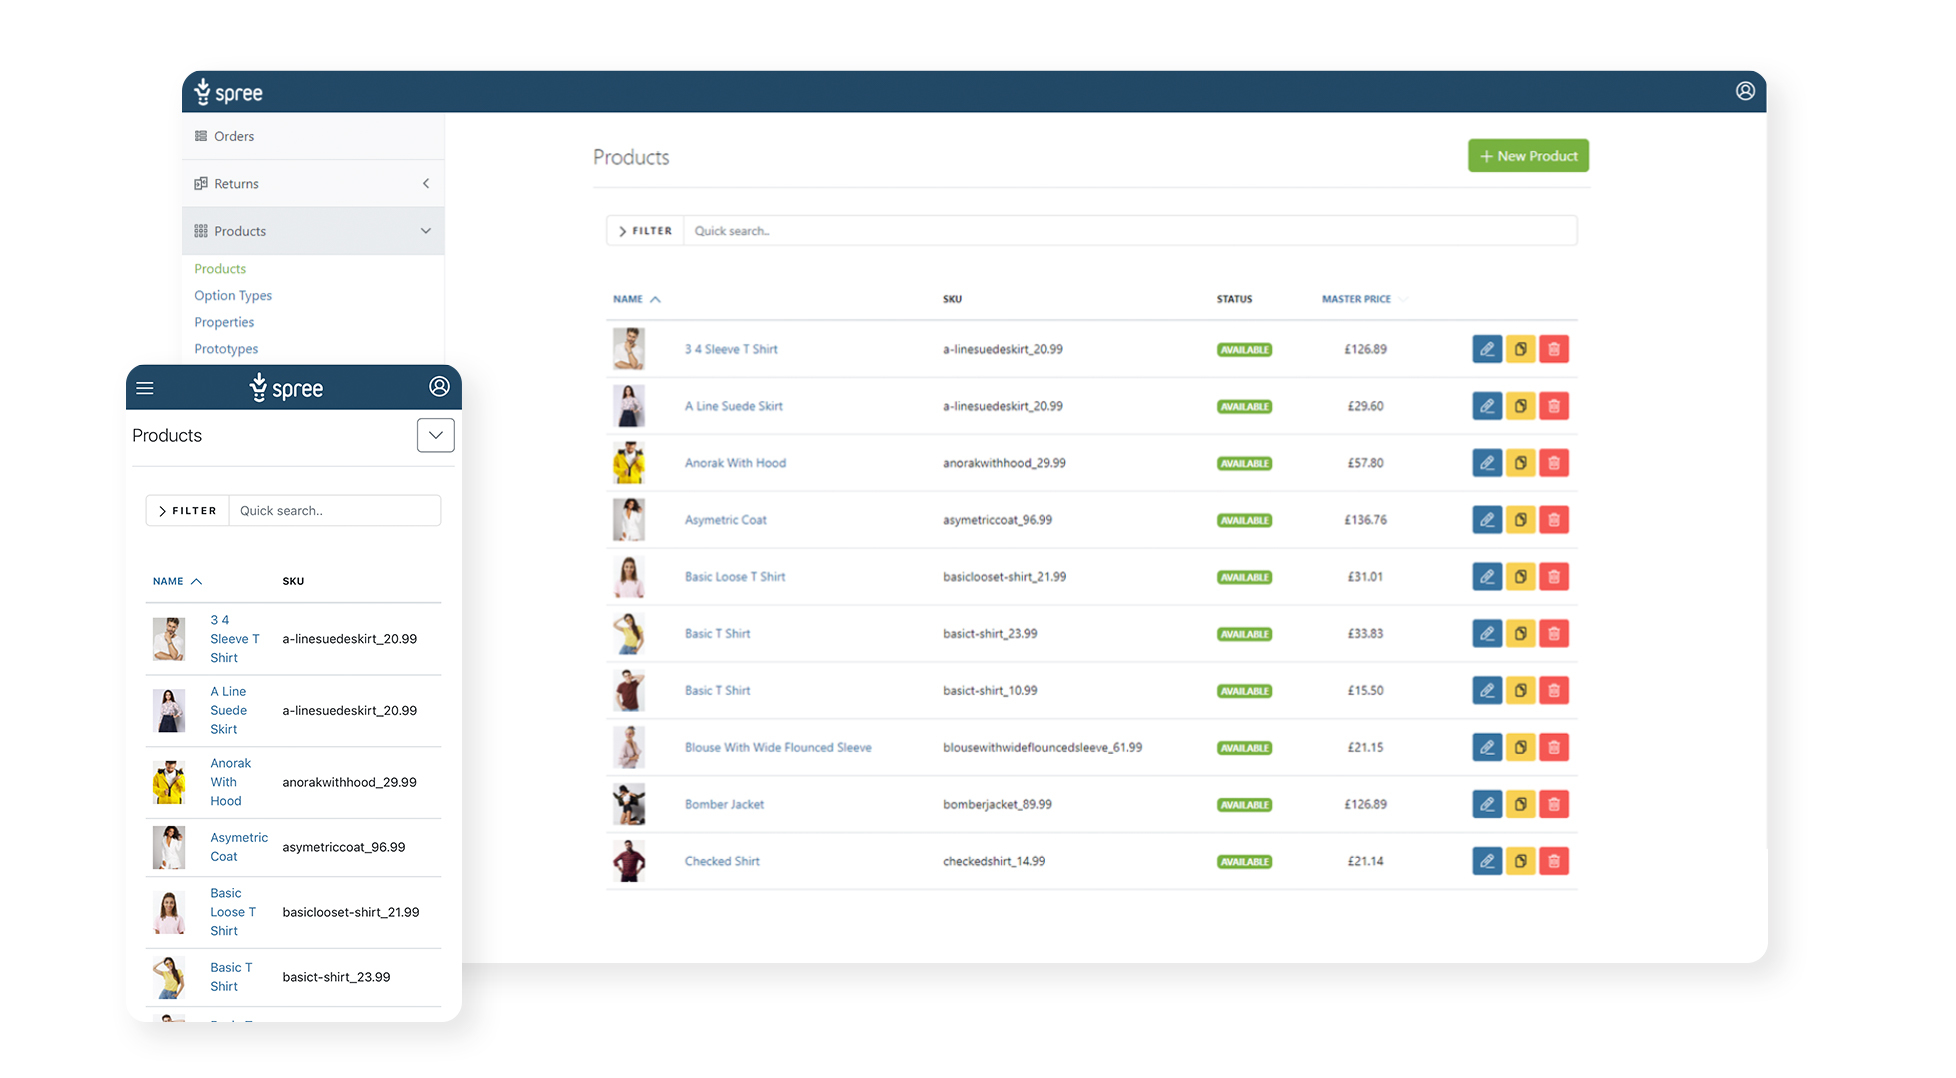 spree
Orders
Returns
Products
Products
Option Types
Properties
Prototypes
Products
+ New Product
FILTER Quick search..
NAME SKU STATUS MASTER PRICE
3 4 Sleeve T Shirt a-linesuedeskirt_20.99 AVAILABLE £126.89
A Line Suede Skirt a-linesuedeskirt_20.99 AVAILABLE £29.60
Anorak With Hood anorakwithhood_29.99 AVAILABLE £57.80
Asymetric Coat asymetriccoat_96.99 AVAILABLE £136.76
Basic Loose T Shirt basiclooset-shirt_21.99 AVAILABLE £31.01
Basic T Shirt basict-shirt_23.99 AVAILABLE £33.83
Basic T Shirt basict-shirt_10.99 AVAILABLE £15.50
Blouse With Wide Flounced Sleeve blousewithwideflouncedsleeve_61.99 AVAILABLE £21.15
Bomber Jacket bomberjacket_89.99 AVAILABLE £126.89
Checked Shirt checkedshirt_14.99 AVAILABLE £21.14
spree
Products
FILTER Quick search..
NAME SKU
3 4
Sleeve T
Shirt
a-linesuedeskirt_20.99
A Line
Suede
Skirt
a-linesuedeskirt_20.99
Anorak
With
Hood
anorakwithhood_29.99
Asymetric
Coat
asymetriccoat_96.99
Basic
Loose T
Shirt
basiclooset-shirt_21.99
Basic T
Shirt
basict-shirt_23.99